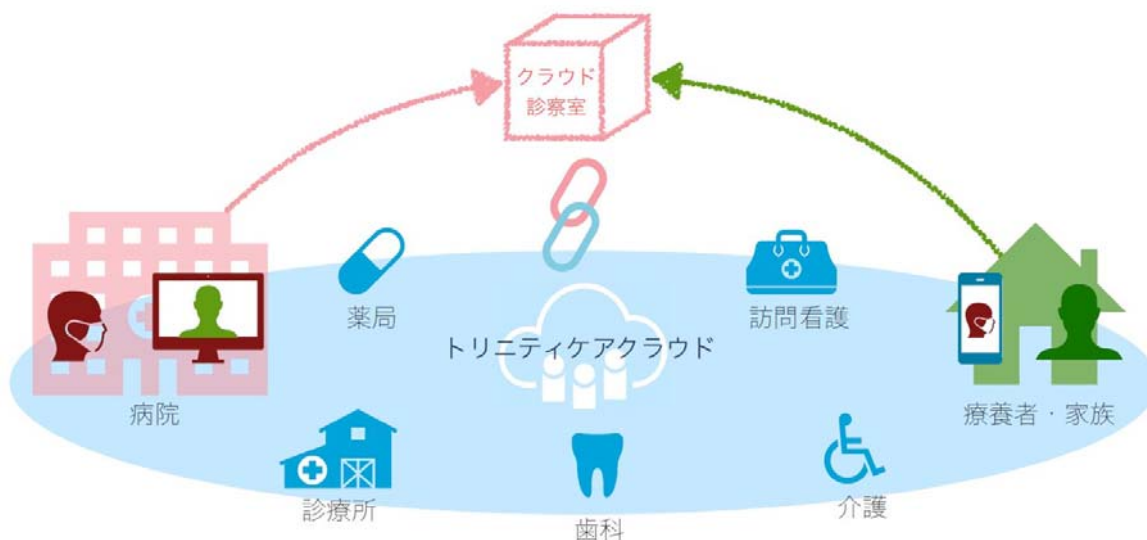 クラウド
診察室
薬局
訪問看護
トリニティケアクラウド
病院
療養者・家族
診療所
歯科
介護